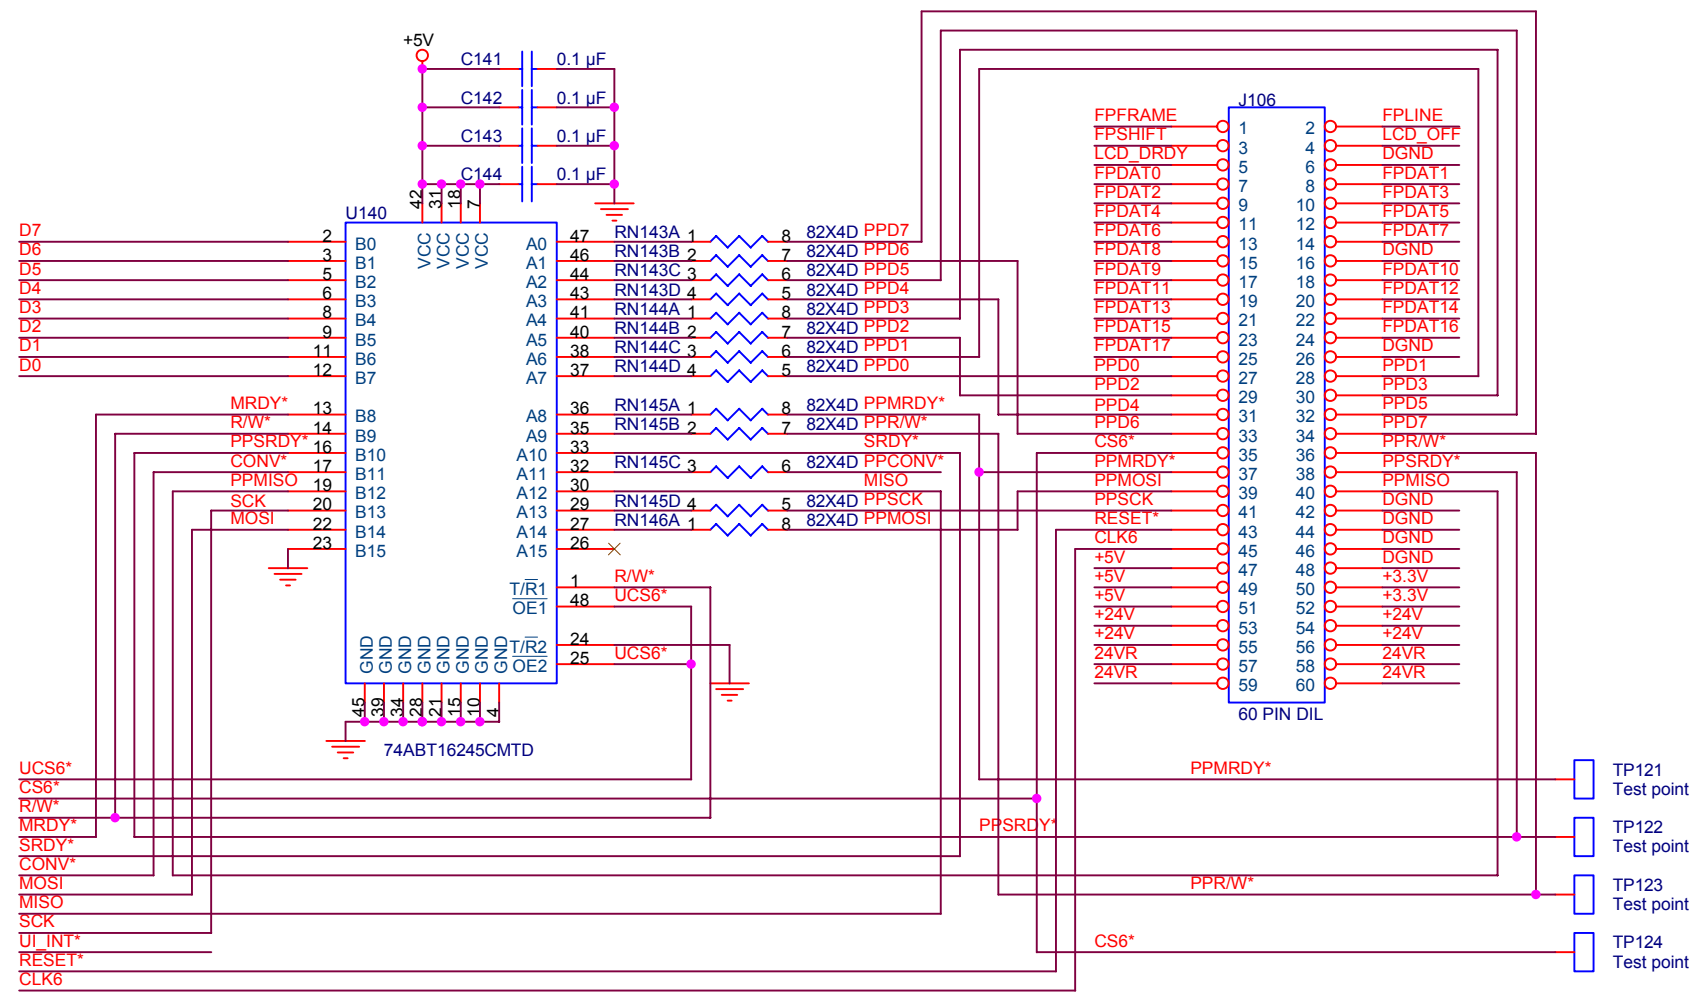 +5V
C141 0.1 µF
C142 0.1 µF
C143 0.1 µF
C144 0.1 µF
42 31 18 7
U140
VCC VCC VCC VCC
D7 2 B0 A0 47 RN143A 1 8 82X4D PPD7
D6 3 B1 A1 46 RN143B 2 7 82X4D PPD6
D5 5 B2 A2 44 RN143C 3 6 82X4D PPD5
D4 6 B3 A3 43 RN143D 4 5 82X4D PPD4
D3 8 B4 A4 41 RN144A 1 8 82X4D PPD3
D2 9 B5 A5 40 RN144B 2 7 82X4D PPD2
D1 11 B6 A6 38 RN144C 3 6 82X4D PPD1
D0 12 B7 A7 37 RN144D 4 5 82X4D PPD0
MRDY* 13 B8 A8 36 RN145A 1 8 82X4D PPMRDY*
R/W* 14 B9 A9 35 RN145B 2 7 82X4D PPR/W*
PPSRDY* 16 B10 A10 33 SRDY*
CONV* 17 B11 A11 32 RN145C 3 6 82X4D PPCONV*
PPMISO 19 B12 A12 30 MISO
SCK 20 B13 A13 29 RN145D 4 5 82X4D PPSCK
MOSI 22 B14 A14 27 RN146A 1 8 82X4D PPMOSI
23 B15 A15 26
T/R1 1 R/W*
OE1 48 UCS6*
T/R2 24
OE2 25 UCS6*
GND GND GND GND GND GND GND GND
45 39 34 28 21 15 10 4
74ABT16245CMTD
J106
FPFRAME 1 2 FPLINE
FPSHIFT 3 4 LCD_OFF
LCD_DRDY 5 6 DGND
FPDAT0 7 8 FPDAT1
FPDAT2 9 10 FPDAT3
FPDAT4 11 12 FPDAT5
FPDAT6 13 14 FPDAT7
FPDAT8 15 16 DGND
FPDAT9 17 18 FPDAT10
FPDAT11 19 20 FPDAT12
FPDAT13 21 22 FPDAT14
FPDAT15 23 24 FPDAT16
FPDAT17 25 26 DGND
PPD0 27 28 PPD1
PPD2 29 30 PPD3
PPD4 31 32 PPD5
PPD6 33 34 PPD7
CS6* 35 36 PPR/W*
PPMRDY* 37 38 PPSRDY*
PPMOSI 39 40 PPMISO
PPSCK 41 42 DGND
RESET* 43 44 DGND
CLK6 45 46 DGND
+5V 47 48 DGND
+5V 49 50 +3.3V
+5V 51 52 +3.3V
+24V 53 54 +24V
+24V 55 56 +24V
24VR 57 58 24VR
24VR 59 60 24VR
60 PIN DIL
UCS6*
CS6*
R/W*
MRDY*
SRDY*
CONV*
MOSI
MISO
SCK
UI_INT*
RESET*
CLK6
PPMRDY* TP121
Test point
PPSRDY* TP122
Test point
PPR/W* TP123
Test point
CS6* TP124
Test point